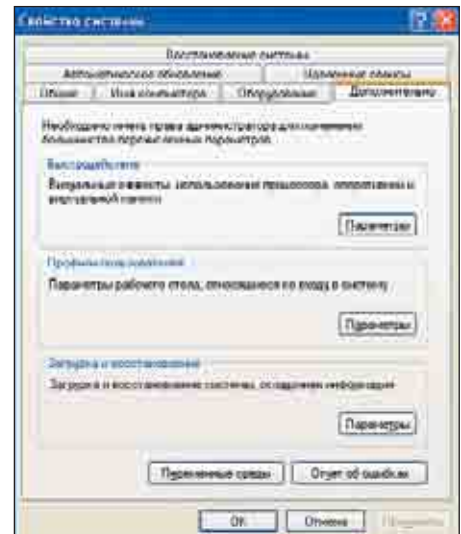 Свойства системы
Восстановление системы
Автоматическое обновление
Удаленные сеансы
Общие
Имя компьютера
Оборудование
Дополнительно
Необходимо иметь права администратора для изменения
большинства перечисленных параметров.
Быстродействие
Визуальные эффекты, использование процессора, оперативной и
виртуальной памяти
Параметры
Профили пользователей
Параметры рабочего стола, относящиеся ко входу в систему
Параметры
Загрузка и восстановление
Загрузка и восстановление системы, отладочная информация
Параметры
Переменные среды
Отчет об ошибках
OK
Отмена
Применить